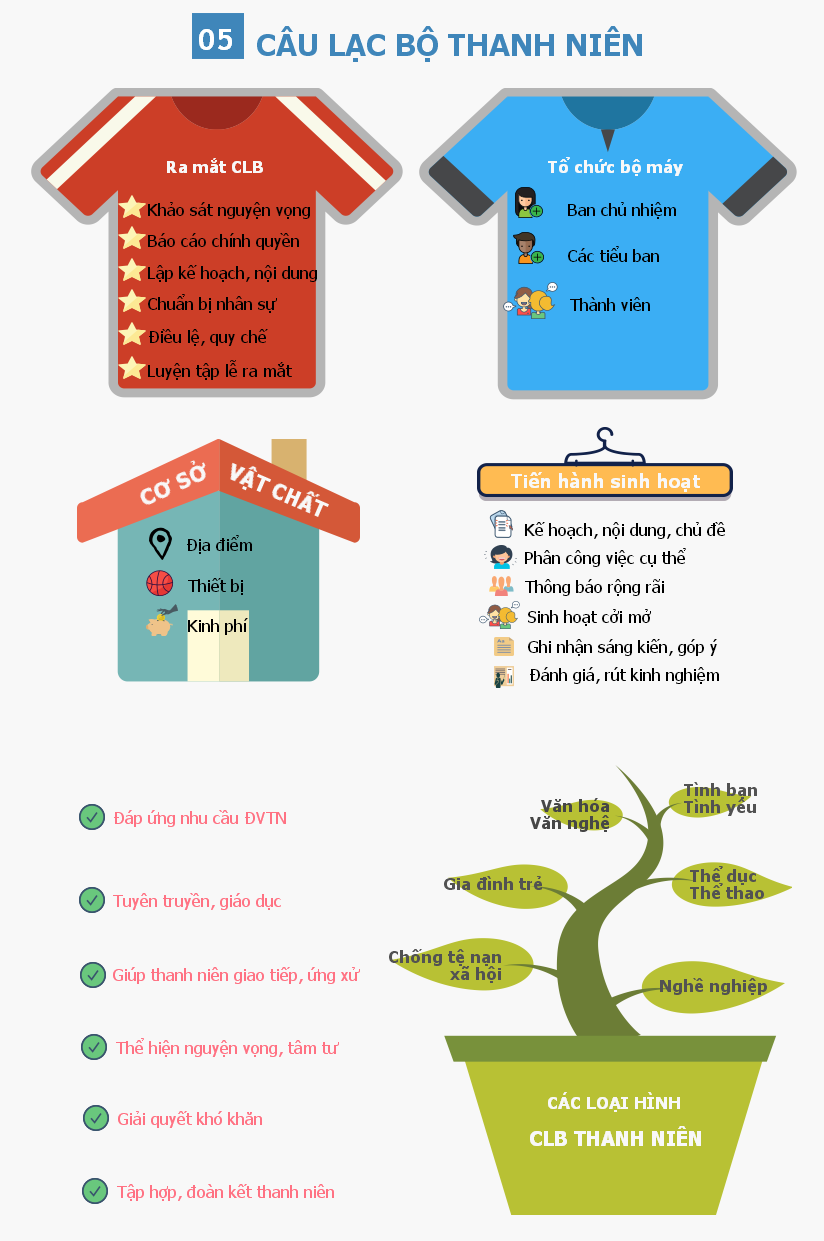 05
CÂU LẠC BỘ THANH NIÊN
Ra mắt CLB
Khảo sát nguyện vọng
Báo cáo chính quyền
Lập kế hoạch, nội dung
Chuẩn bị nhân sự
Điều lệ, quy chế
Luyện tập lễ ra mắt
Tổ chức bộ máy
Ban chủ nhiệm
Các tiểu ban
Thành viên
CƠ SỞ VẬT CHẤT
Địa điểm
Thiết bị
Kinh phí
Tiến hành sinh hoạt
Kế hoạch, nội dung, chủ đề
Phân công việc cụ thể
Thông báo rộng rãi
Sinh hoạt cởi mở
Ghi nhận sáng kiến, góp ý
Đánh giá, rút kinh nghiệm
Đáp ứng nhu cầu ĐVTN
Tuyên truyền, giáo dục
Giúp thanh niên giao tiếp, ứng xử
Thể hiện nguyện vọng, tâm tư
Giải quyết khó khăn
Tập hợp, đoàn kết thanh niên
Văn hóa
Văn nghệ
Tình bạn
Tình yêu
Gia đình trẻ
Thể dục
Thể thao
Chống tệ nạn
xã hội
Nghề nghiệp
CÁC LOẠI HÌNH
CLB THANH NIÊN